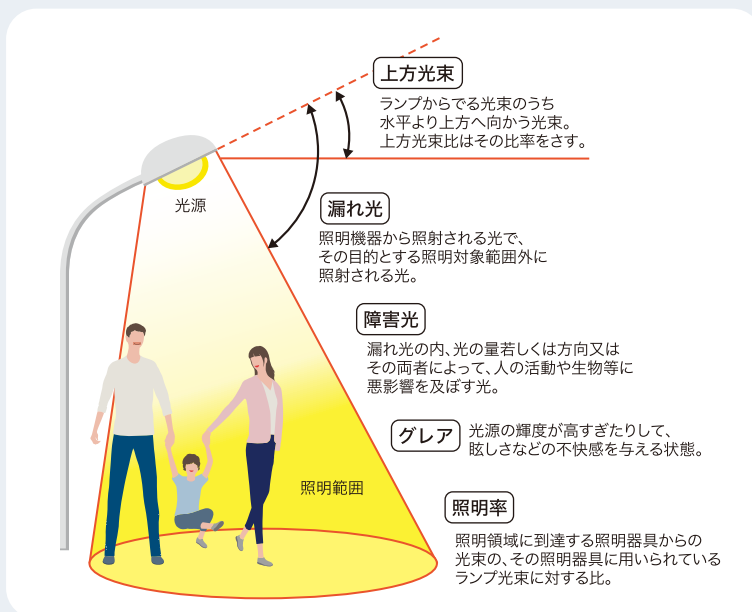 上方光束
ランプからでる光束のうち
水平より上方へ向かう光束。
上方光束比はその比率をさす。
光源
漏れ光
照明機器から照射される光で、
その目的とする照明対象範囲外に
照射される光。
障害光
漏れ光の内、光の量若しくは方向又は
その両者によって、人の活動や生物等に
悪影響を及ぼす光。
グレア
光源の輝度が高すぎたりして、
眩しさなどの不快感を与える状態。
照明範囲
照明率
照明領域に到達する照明器具からの
光束の、その照明器具に用いられている
ランプ光束に対する比。